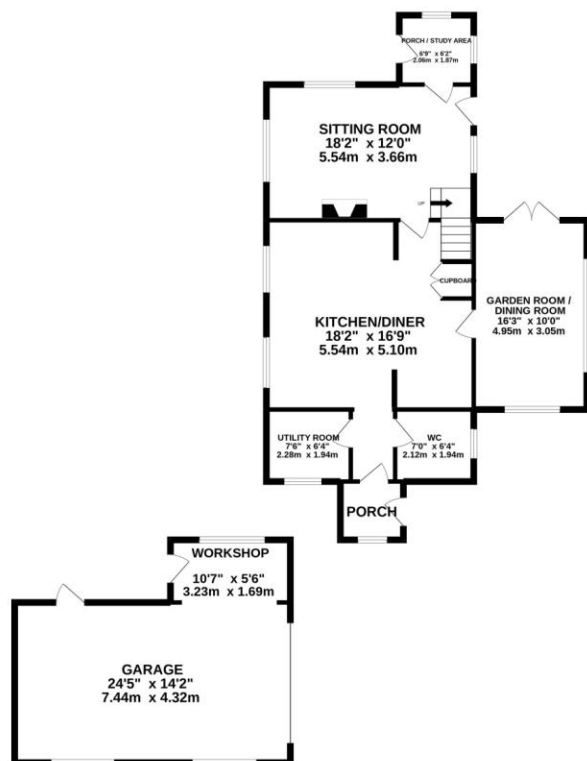 PORCH / STUDY AREA
6'9" x 6'2"
2.06m x 1.87m
SITTING ROOM
18'2" x 12'0"
5.54m x 3.66m
UP
CUPBOARD
GARDEN ROOM /
DINING ROOM
16'3" x 10'0"
4.95m x 3.05m
KITCHEN/DINER
18'2" x 16'9"
5.54m x 5.10m
UTILITY ROOM
7'6" x 6'4"
2.28m x 1.94m
WC
7'0" x 6'4"
2.12m x 1.94m
PORCH
WORKSHOP
10'7" x 5'6"
3.23m x 1.69m
GARAGE
24'5" x 14'2"
7.44m x 4.32m